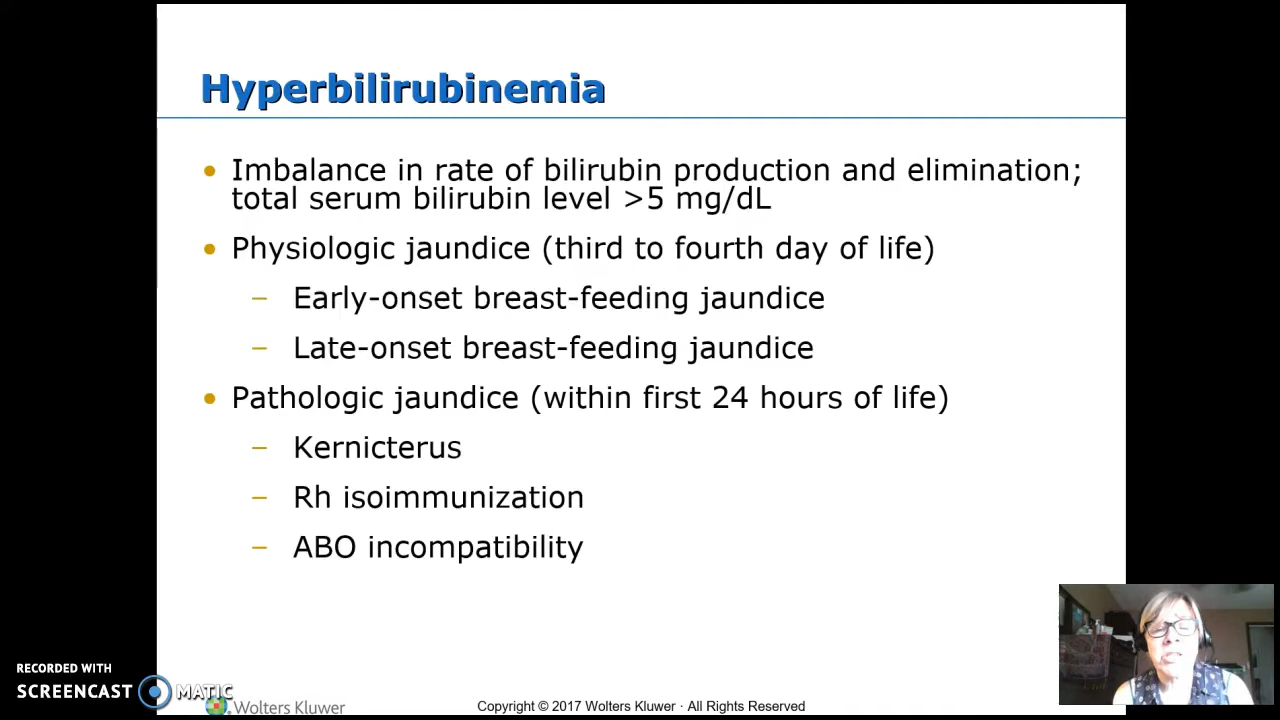 Hyperbilirubinemia
• Imbalance in rate of bilirubin production and elimination;
total serum bilirubin level >5 mg/dL
• Physiologic jaundice (third to fourth day of life)
– Early-onset breast-feeding jaundice
– Late-onset breast-feeding jaundice
• Pathologic jaundice (within first 24 hours of life)
– Kernicterus
– Rh isoimmunization
– ABO incompatibility
RECORDED WITH
SCREENCAST MATIC
Wolters Kluwer
Copyright © 2017 Wolters Kluwer · All Rights Reserved